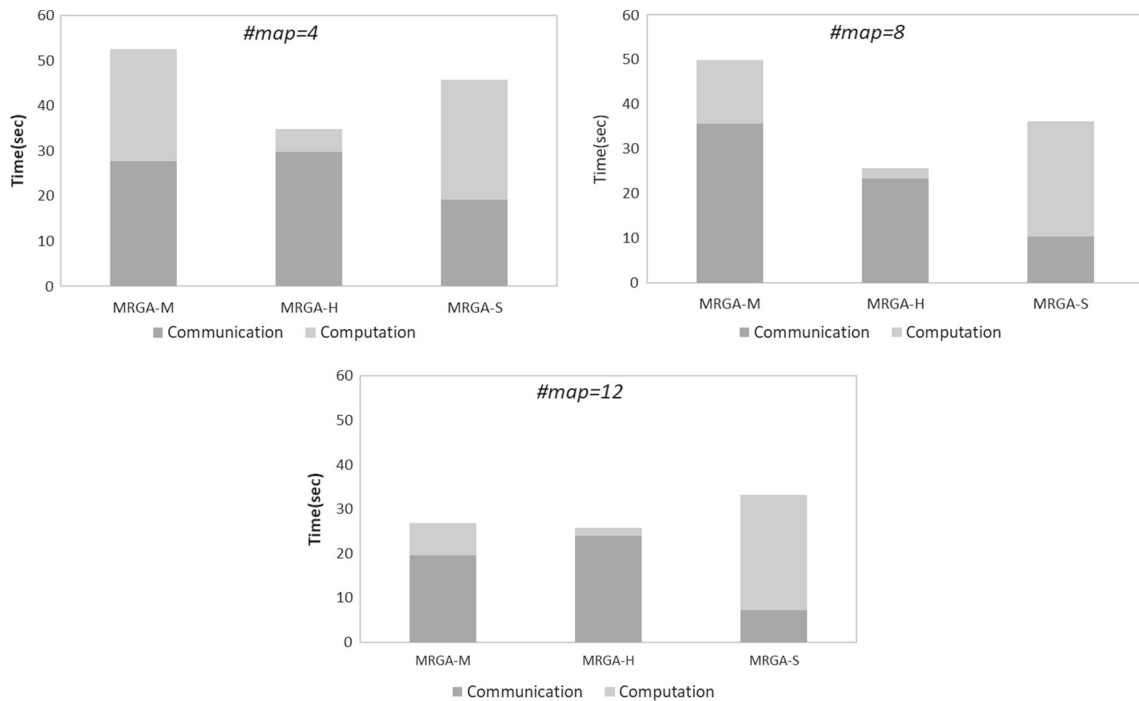 #map=4
60
50
40
30
20
10
0
Time(sec)
MRGA-M MRGA-H MRGA-S
Communication Computation
#map=8
60
50
40
30
20
10
0
Time(sec)
MRGA-M MRGA-H MRGA-S
Communication Computation
#map=12
60
50
40
30
20
10
0
Time(sec)
MRGA-M MRGA-H MRGA-S
Communication Computation